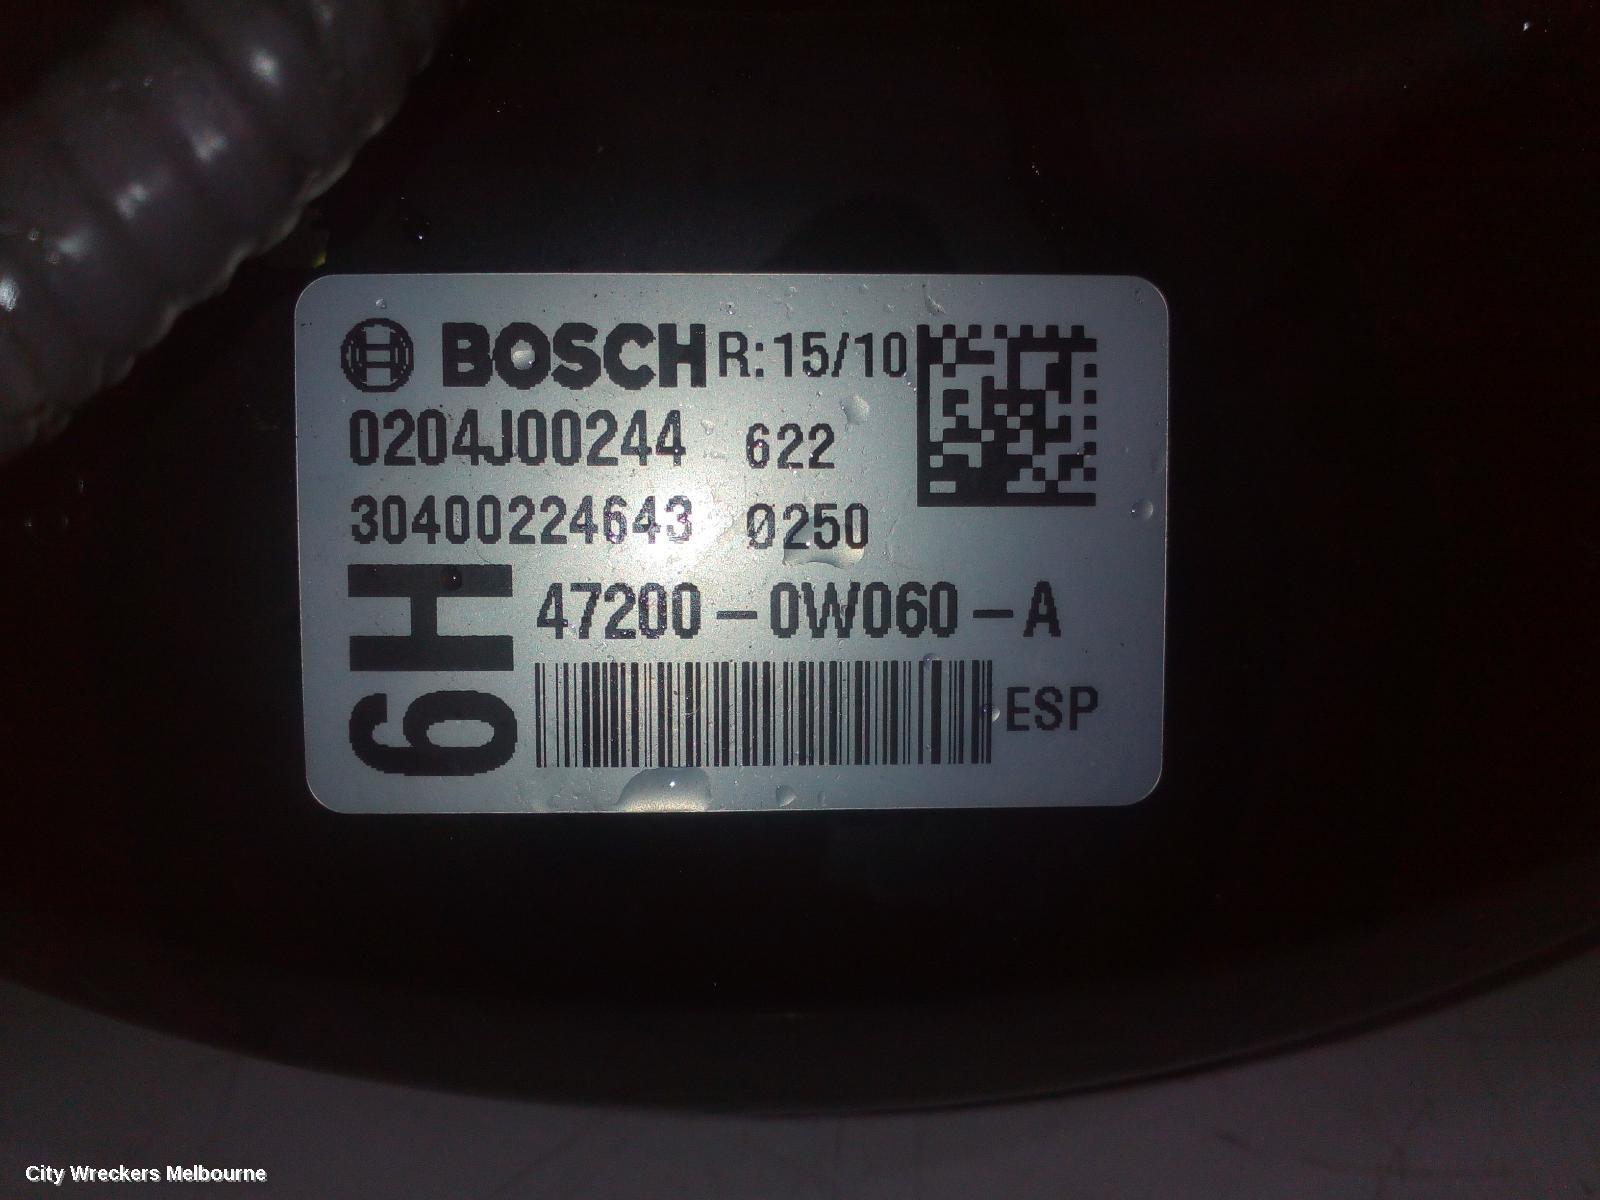 BOSCH R:15/10
0204J00244 622
30400224643 0250
6H
47200-0W060-A
ESP
City Wreckers Melbourne